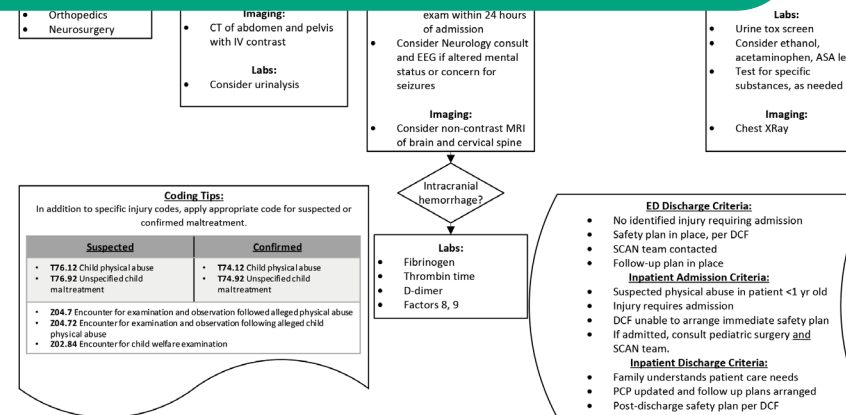 • Orthopedics
• Neurosurgery
Imaging:
• CT of abdomen and pelvis
with IV contrast
Labs:
• Consider urinalysis
exam within 24 hours
of admission
• Consider Neurology consult
and EEG if altered mental
status or concern for
seizures
Imaging:
• Consider non-contrast MRI
of brain and cervical spine
Intracranial
hemorrhage?
Labs:
• Fibrinogen
• Thrombin time
• D-dimer
• Factors 8, 9
Labs:
• Urine tox screen
• Consider ethanol,
acetaminophen, ASA le
• Test for specific
substances, as needed
Imaging:
• Chest XRay
Coding Tips:
In addition to specific injury codes, apply appropriate code for suspected or
confirmed maltreatment.
Suspected
• T76.12 Child physical abuse
• T76.92 Unspecified child
maltreatment
Confirmed
• T74.12 Child physical abuse
• T74.92 Unspecified child
maltreatment
• Z04.7 Encounter for examination and observation followed alleged physical abuse
• Z04.72 Encounter for examination and observation following alleged child
physical abuse
• Z02.84 Encounter for child welfare examination
ED Discharge Criteria:
• No identified injury requiring admission
• Safety plan in place, per DCF
• SCAN team contacted
• Follow-up plan in place
Inpatient Admission Criteria:
• Suspected physical abuse in patient <1 yr old
• Injury requires admission
• DCF unable to arrange immediate safety plan
• If admitted, consult pediatric surgery and
SCAN team.
Inpatient Discharge Criteria:
• Family understands patient care needs
• PCP updated and follow up plans arranged
• Post-discharge safety plan per DCF